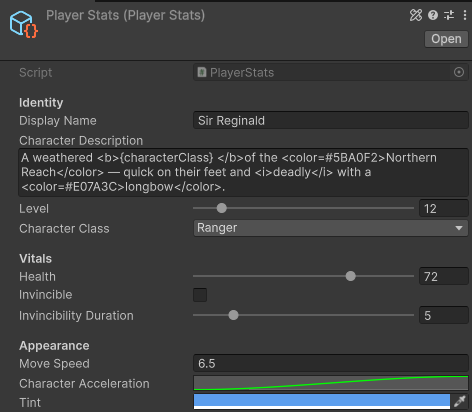 Player Stats (Player Stats)
Open
Script PlayerStats
Identity
Display Name Sir Reginald
Character Description
A weathered <b>{characterClass} </b>of the <color=#5BA0F2>Northern
Reach</color> — quick on their feet and <i>deadly</i> with a
<color=#E07A3C>longbow</color>.
Level 12
Character Class Ranger
Vitals
Health 72
Invincible
Invincibility Duration 5
Appearance
Move Speed 6.5
Character Acceleration
Tint